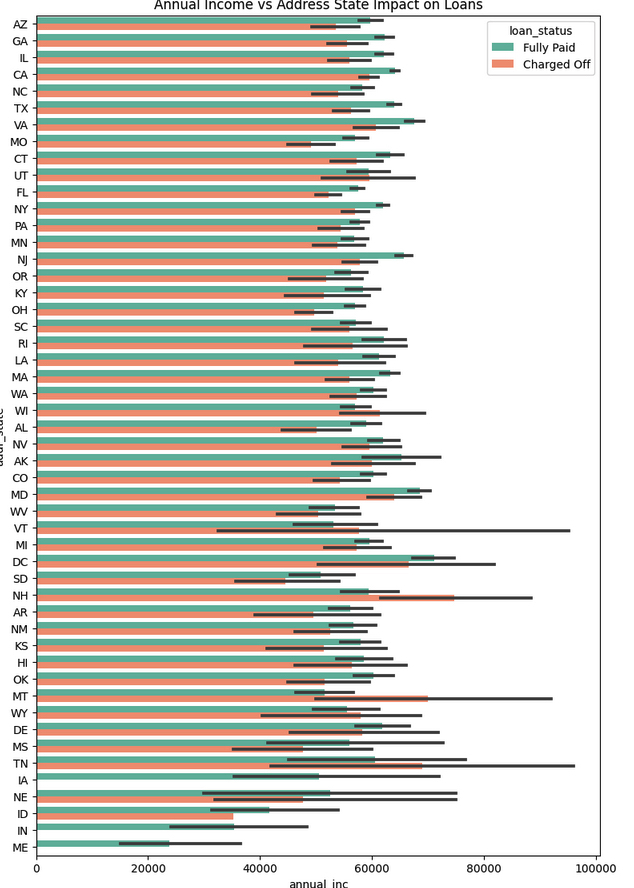 Annual Income vs Address State Impact on Loans
loan_status
Fully Paid
Charged Off
AZ
GA
IL
CA
NC
TX
VA
MO
CT
UT
FL
NY
PA
MN
NJ
OR
KY
OH
SC
RI
LA
MA
WA
WI
AL
NV
AK
CO
MD
WV
VT
MI
DC
SD
NH
AR
NM
KS
HI
OK
MT
WY
DE
MS
TN
IA
NE
ID
IN
ME
addr_state
0 20000 40000 60000 80000 100000
annual_inc